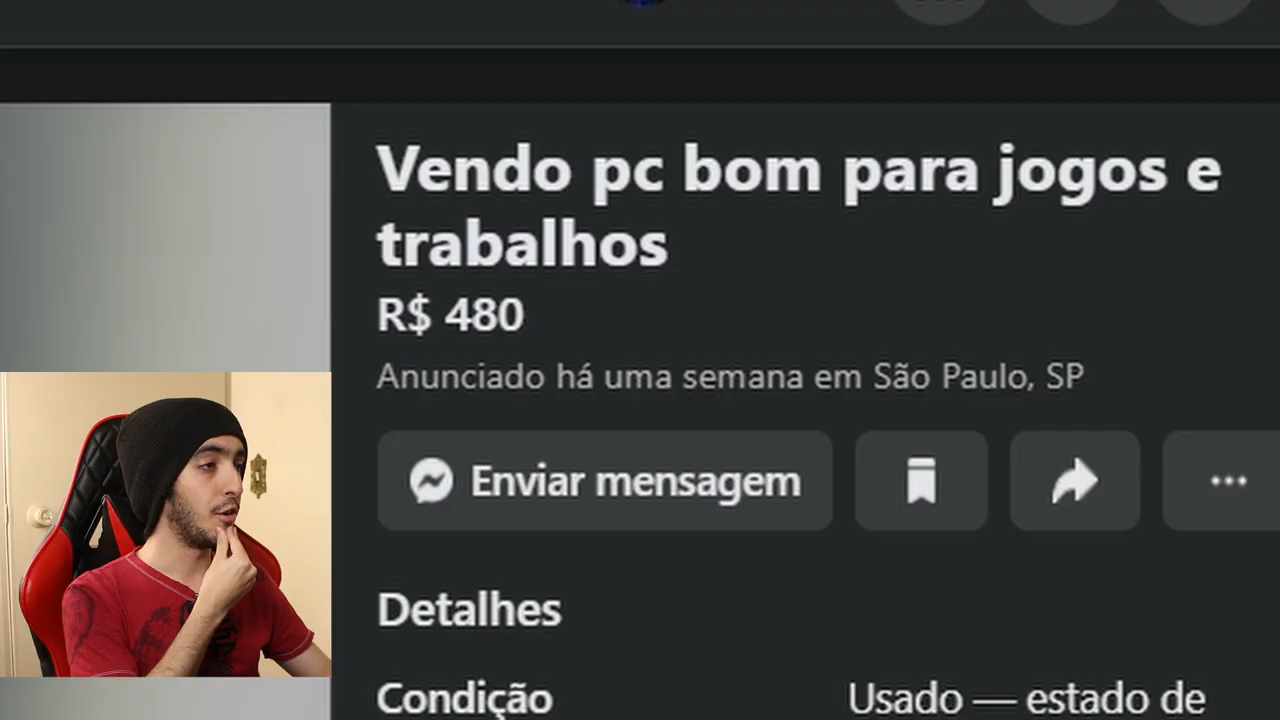 Vendo pc bom para jogos e
trabalhos
R$ 480
Anunciado há uma semana em São Paulo, SP
Enviar mensagem
Detalhes
Condição
Usado — estado de